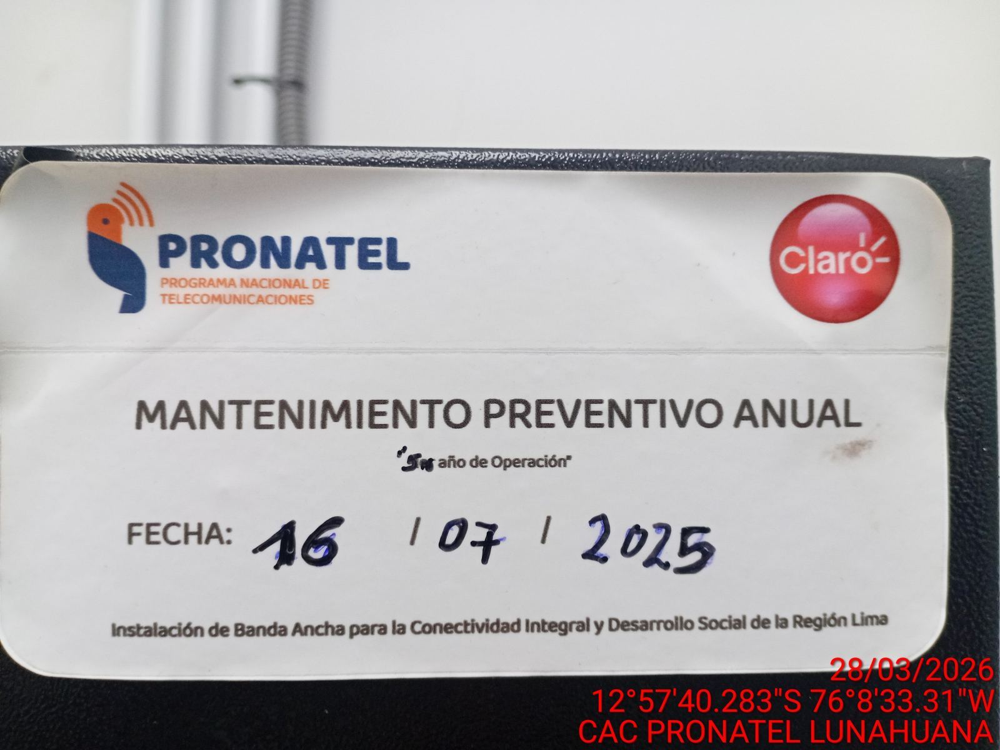 PRONATEL
PROGRAMA NACIONAL DE
TELECOMUNICACIONES
Claro
MANTENIMIENTO PREVENTIVO ANUAL
"5to año de Operación"
FECHA: 16 / 07 / 2025
Instalación de Banda Ancha para la Conectividad Integral y Desarrollo Social de la Región Lima
28/03/2026
12°57'40.283"S 76°8'33.31"W
CAC PRONATEL LUNAHUANA